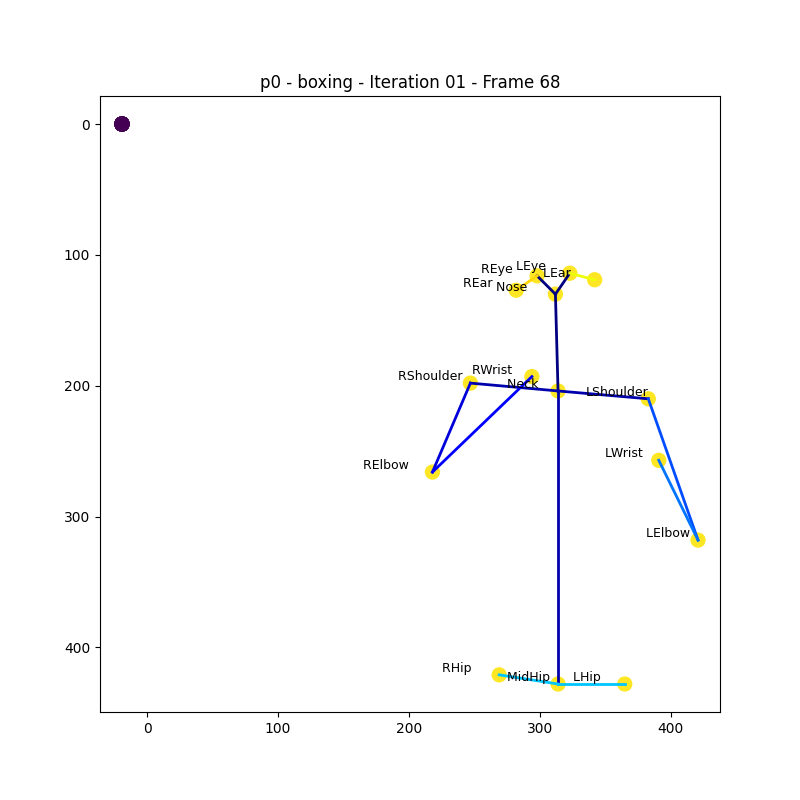 p0 - boxing - Iteration 01 - Frame 68
0
100
200
300
400
LEye
REye
LEar
REar
Nose
RWrist
RShoulder
Neck
LShoulder
LWrist
RElbow
LElbow
RHip
MidHip
LHip
0 100 200 300 400